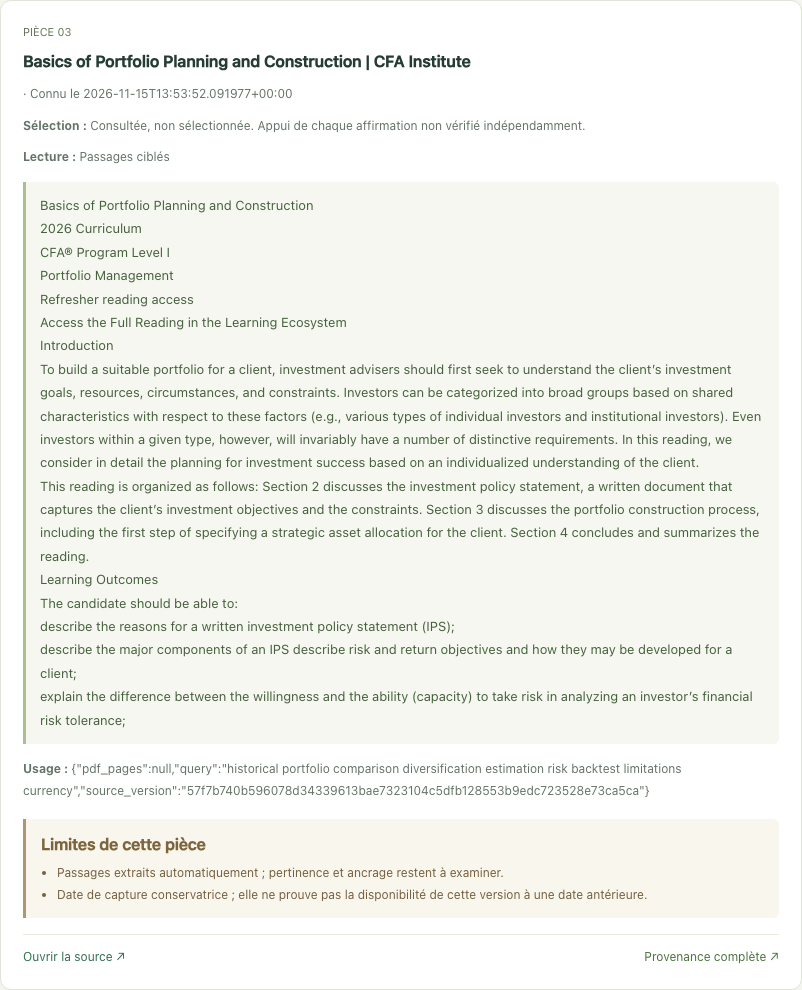 PIÈCE 03
Basics of Portfolio Planning and Construction | CFA Institute
· Connu le 2026-11-15T13:53:52.091977+00:00
Sélection : Consultée, non sélectionnée. Appui de chaque affirmation non vérifié indépendamment.
Lecture : Passages ciblés
Basics of Portfolio Planning and Construction
2026 Curriculum
CFA® Program Level I
Portfolio Management
Refresher reading access
Access the Full Reading in the Learning Ecosystem
Introduction
To build a suitable portfolio for a client, investment advisers should first seek to understand the client’s investment
goals, resources, circumstances, and constraints. Investors can be categorized into broad groups based on shared
characteristics with respect to these factors (e.g., various types of individual investors and institutional investors). Even
investors within a given type, however, will invariably have a number of distinctive requirements. In this reading, we
consider in detail the planning for investment success based on an individualized understanding of the client.
This reading is organized as follows: Section 2 discusses the investment policy statement, a written document that
captures the client’s investment objectives and the constraints. Section 3 discusses the portfolio construction process,
including the first step of specifying a strategic asset allocation for the client. Section 4 concludes and summarizes the
reading.
Learning Outcomes
The candidate should be able to:
describe the reasons for a written investment policy statement (IPS);
describe the major components of an IPS describe risk and return objectives and how they may be developed for a
client;
explain the difference between the willingness and the ability (capacity) to take risk in analyzing an investor’s financial
risk tolerance;
Usage : {"pdf_pages":null,"query":"historical portfolio comparison diversification estimation risk backtest limitations
currency","source_version":"57f7b740b596078d34339613bae7323104c5dfb128553b9edc723528e73ca5ca"}
Limites de cette pièce
• Passages extraits automatiquement ; pertinence et ancrage restent à examiner.
• Date de capture conservatrice ; elle ne prouve pas la disponibilité de cette version à une date antérieure.
Ouvrir la source ↗
Provenance complète ↗